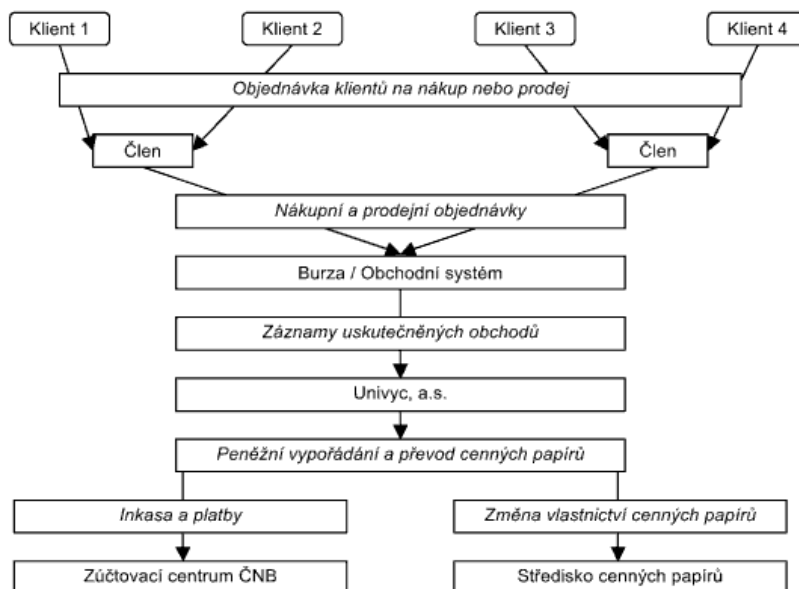 Klient 1
Klient 2
Klient 3
Klient 4
Objednávka klientů na nákup nebo prodej
Člen
Člen
Nákupní a prodejní objednávky
Burza / Obchodní systém
Záznamy uskutečněných obchodů
Univyc, a.s.
Peněžní vypořádání a převod cenných papírů
Inkasa a platby
Změna vlastnictví cenných papírů
Zúčtovací centrum ČNB
Středisko cenných papírů